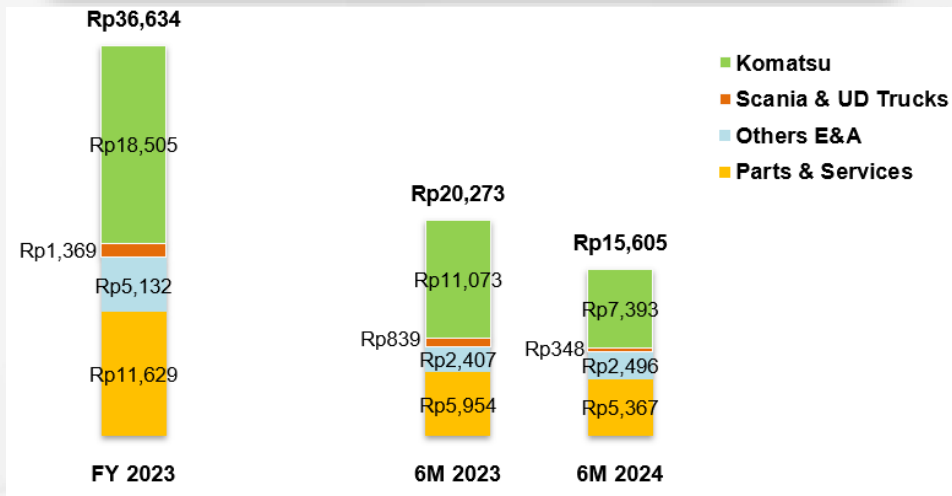 Rp36,634
Rp18,505
Rp1,369
Rp5,132
Rp11,629
FY 2023
Rp20,273
Rp11,073
Rp839
Rp2,407
Rp5,954
6M 2023
Rp15,605
Rp7,393
Rp348
Rp2,496
Rp5,367
6M 2024
Komatsu
Scania & UD Trucks
Others E&A
Parts & Services